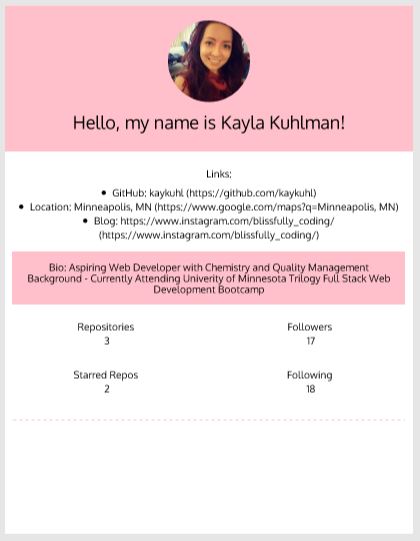 Hello, my name is Kayla Kuhlman!
Links:
• GitHub: kaykuhl (https://github.com/kaykuhl)
• Location: Minneapolis, MN (https://www.google.com/maps?q=Minneapolis, MN)
• Blog: https://www.instagram.com/blissfully_coding/
(https://www.instagram.com/blissfully_coding/)
Bio: Aspiring Web Developer with Chemistry and Quality Management
Background - Currently Attending Univerity of Minnesota Trilogy Full Stack Web
Development Bootcamp
Repositories Followers
3 17
Starred Repos Following
2 18